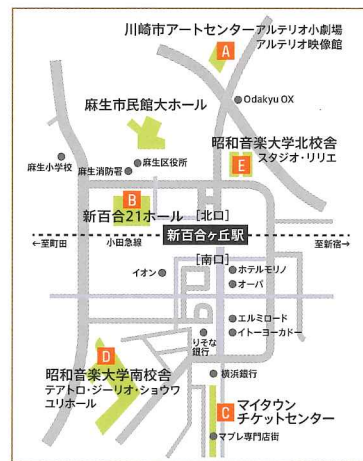 川崎市アートセンター
アルテリオ小劇場
アルテリオ映像館
A
Odakyu OX
麻生市民館大ホール
昭和音楽大学北校舎
スタジオ・リリエ
E
麻生小学校
麻生消防署
麻生区役所
B
新百合21ホール
[北口]
←至町田
小田急線
新百合ヶ丘駅
至新宿→
[南口]
イオン
ホテルモリノ
オーパ
エルミロード
イトーヨーカドー
りそな
銀行
D
昭和音楽大学南校舎
テアトロ・ジーリオ・ショウワ
ユリホール
横浜銀行
C
マイタウン
チケットセンター
マプレ専門店街